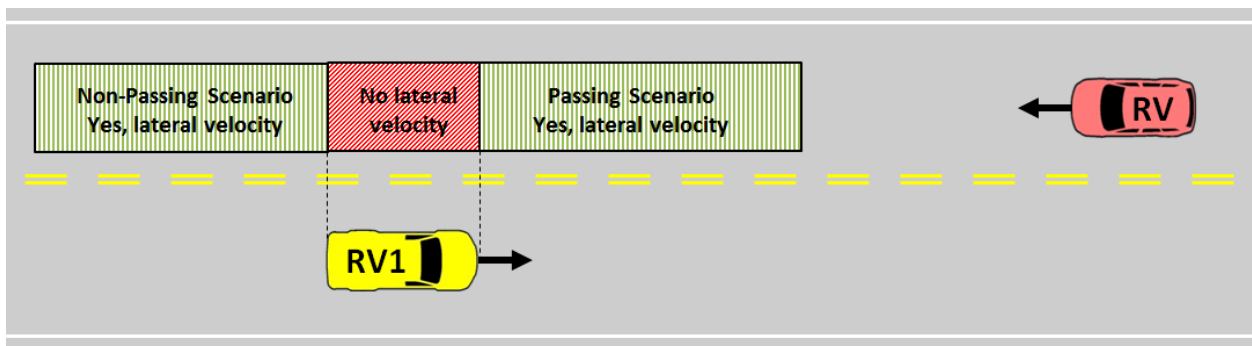 Non-Passing Scenario
Yes, lateral velocity
No lateral
velocity
Passing Scenario
Yes, lateral velocity
RV
RV1